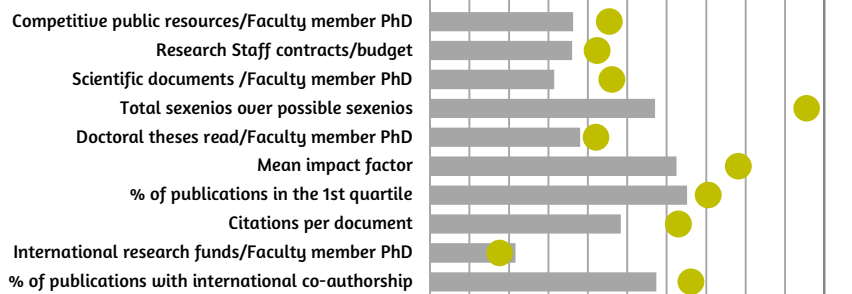 Competitive public resources/Faculty member PhD
Research Staff contracts/budget
Scientific documents /Faculty member PhD
Total sexenios over possible sexenios
Doctoral theses read/Faculty member PhD
Mean impact factor
% of publications in the 1st quartile
Citations per document
International research funds/Faculty member PhD
% of publications with international co-authorship